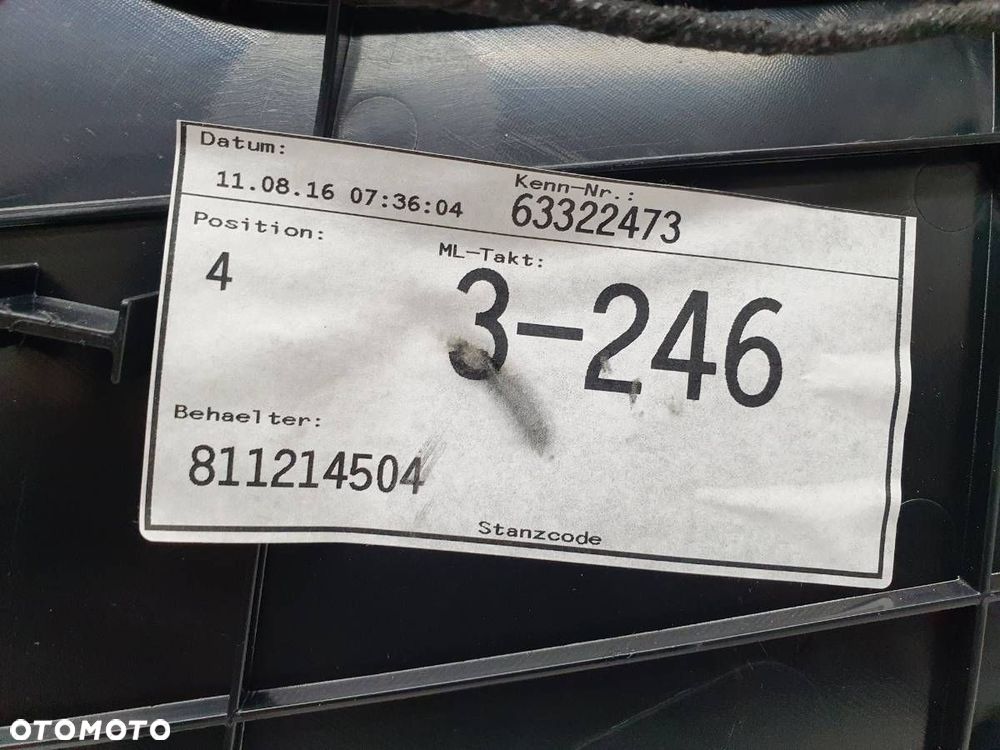 Datum:
Kenn-Nr.:
11.08.16 07:36:04
63322473
Position:
ML-Takt:
4
3-246
Behaelter:
811214504
Stanzcode
OTOMOTO